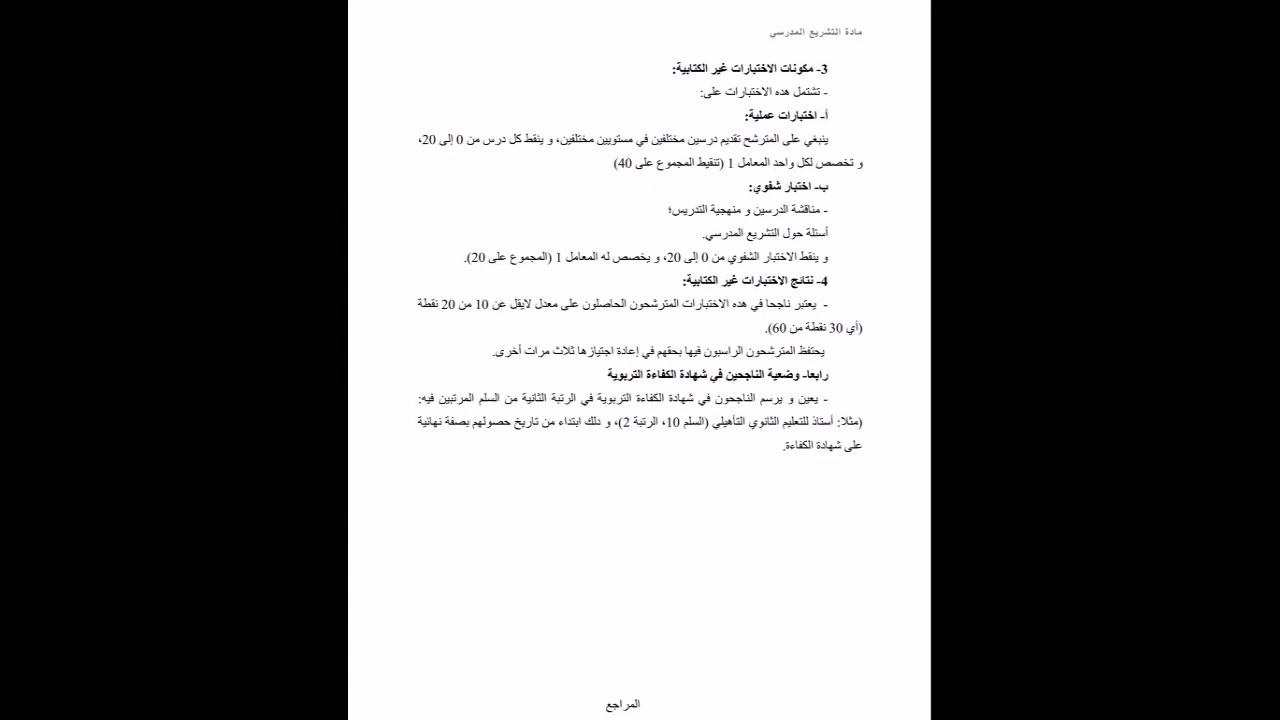 مادة التشريع المدرسي
3- مكونات الاختبارات غير الكتابية:
- تشتمل هده الاختبارات على:
أ- اختبارات عملية:
ينبغي على المترشح تقديم درسين مختلفين في مستويين مختلفين، و ينقط كل درس من 0 إلى 20،
و تخصص لكل واحد المعامل 1 (تنقيط المجموع على 40)
ب- اختبار شفوي:
- مناقشة الدرسين و منهجية التدريس؛
أسئلة حول التشريع المدرسي.
و ينقط الاختبار الشفوي من 0 إلى 20، و يخصص له المعامل 1 (المجموع على 20).
4- نتائج الاختبارات غير الكتابية:
- يعتبر ناجحا في هده الاختبارات المترشحون الحاصلون على معدل لايقل عن 10 من 20 نقطة
(أي 30 نقطة من 60).
يحتفظ المترشحون الراسبون فيها بحقهم في إعادة اجتيازها ثلاث مرات أخرى.
رابعا- وضعية الناجحين في شهادة الكفاءة التربوية
- يعين و يرسم الناجحون في شهادة الكفاءة التربوية في الرتبة الثانية من السلم المرتبين فيه:
(مثلا: أستاذ للتعليم الثانوي التأهيلي (السلم 10، الرتبة 2)، و دلك ابتداء من تاريخ حصولهم بصفة نهائية
على شهادة الكفاءة.
المراجع